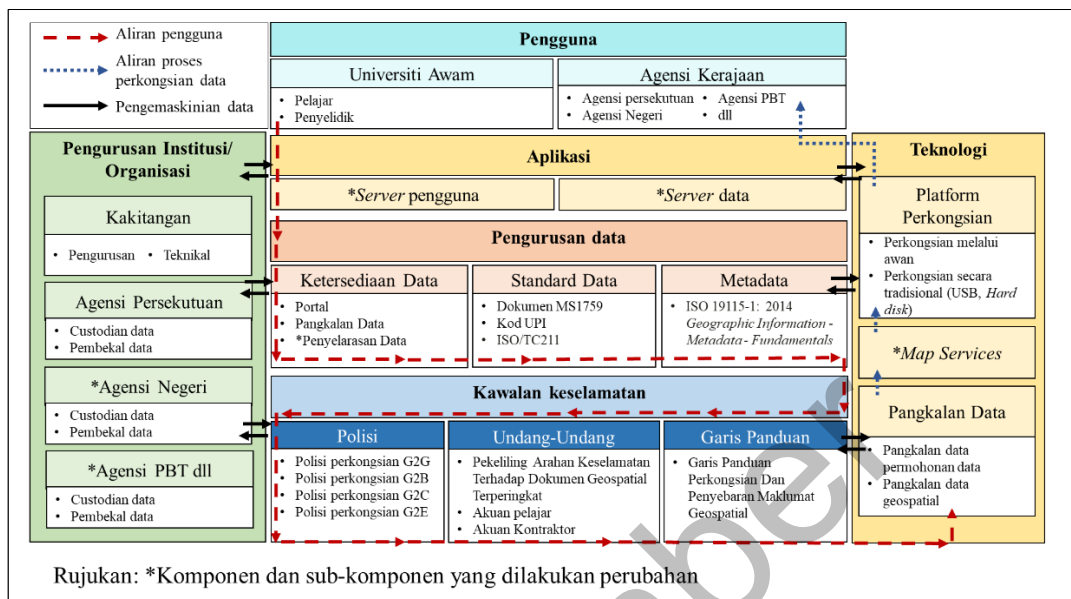 Aliran pengguna
Aliran proses
perkongsian data
Pengemaskinian data
Pengguna
Universiti Awam
• Pelajar
• Penyelidik
Agensi Kerajaan
• Agensi persekutuan • Agensi PBT
• Agensi Negeri • dll
Pengurusan Institusi/
Organisasi
Kakitangan
• Pengurusan • Teknikal
Agensi Persekutuan
• Custodian data
• Pembekal data
*Agensi Negeri
• Custodian data
• Pembekal data
*Agensi PBT dll
• Custodian data
• Pembekal data
Aplikasi
*Server pengguna
*Server data
Pengurusan data
Ketersediaan Data
• Portal
• Pangkalan Data
• *Penyelarasan Data
Standard Data
• Dokumen MS1759
• Kod UPI
• ISO/TC211
Metadata
• ISO 19115-1: 2014
Geographic Information -
Metadata - Fundamentals
Kawalan keselamatan
Polisi
• Polisi perkongsian G2G
• Polisi perkongsian G2B
• Polisi perkongsian G2C
• Polisi perkongsian G2E
Undang-Undang
• Pekeliling Arahan Keselamatan
Terhadap Dokumen Geospatial
Terperingkat
• Akuan pelajar
• Akuan Kontraktor
Garis Panduan
• Garis Panduan
Perkongsian Dan
Penyebaran Maklumat
Geospatial
Teknologi
Platform
Perkongsian
• Perkongsian melalui
awan
• Perkongsian secara
tradisional (USB, Hard
disk)
*Map Services
Pangkalan Data
• Pangkalan data
permohonan data
• Pangkalan data
geospatial
Rujukan: *Komponen dan sub-komponen yang dilakukan perubahan